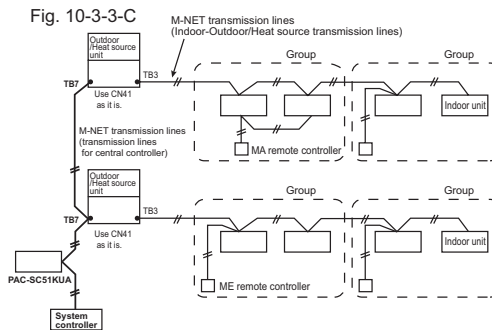 Fig. 10-3-3-C
M-NET transmission lines
(Indoor-Outdoor/Heat source transmission lines)
Outdoor
/Heat source
unit
TB7
TB3
Use CN41
as it is.
Group
Group
Indoor unit
MA remote controller
M-NET transmission lines
(transmission lines
for central controller)
Outdoor
/Heat source
unit
TB7
TB3
Use CN41
as it is.
Group
Group
Indoor unit
ME remote controller
PAC-SC51KUA
System
controller